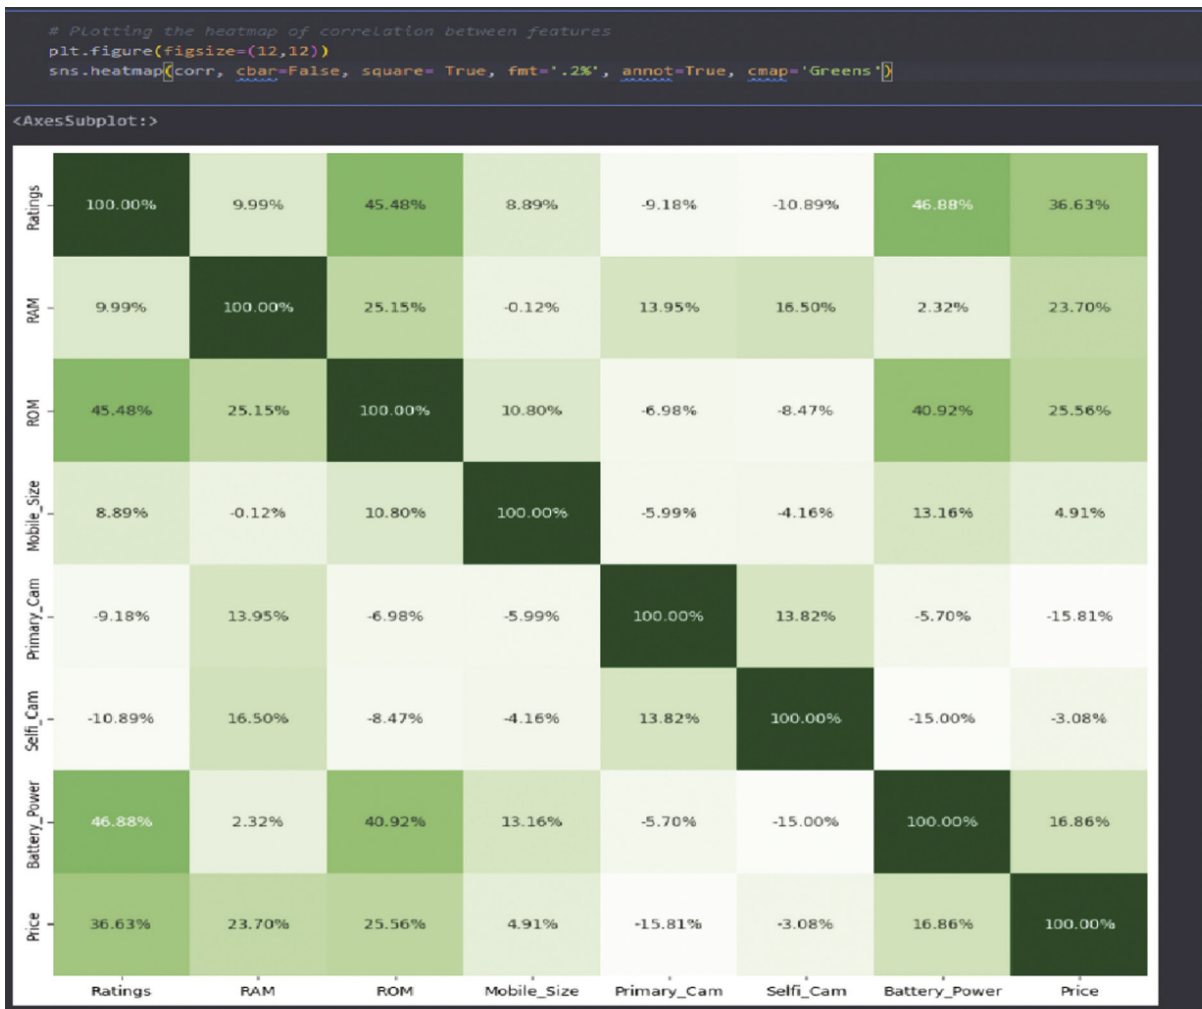 # Plotting the heatmap of correlation between features
plt.figure(figsize=(12,12))
sns.heatmap(corr, cbar=False, square= True, fmt='.2%', annot=True, cmap='Greens')
<AxesSubplot:>
Ratings 100.00% 9.99% 45.48% 8.89% -9.18% -10.89% 46.88% 36.63%
RAM 9.99% 100.00% 25.15% -0.12% 13.95% 16.50% 2.32% 23.70%
ROM 45.48% 25.15% 100.00% 10.80% -6.98% -8.47% 40.92% 25.56%
Mobile_Size 8.89% -0.12% 10.80% 100.00% -5.99% -4.16% 13.16% 4.91%
Primary_Cam -9.18% 13.95% -6.98% -5.99% 100.00% 13.82% -5.70% -15.81%
Selfi_Cam -10.89% 16.50% -8.47% -4.16% 13.82% 100.00% -15.00% -3.08%
Battery_Power 46.88% 2.32% 40.92% 13.16% -5.70% -15.00% 100.00% 16.86%
Price 36.63% 23.70% 25.56% 4.91% -15.81% -3.08% 16.86% 100.00%
Ratings RAM ROM Mobile_Size Primary_Cam Selfi_Cam Battery_Power Price